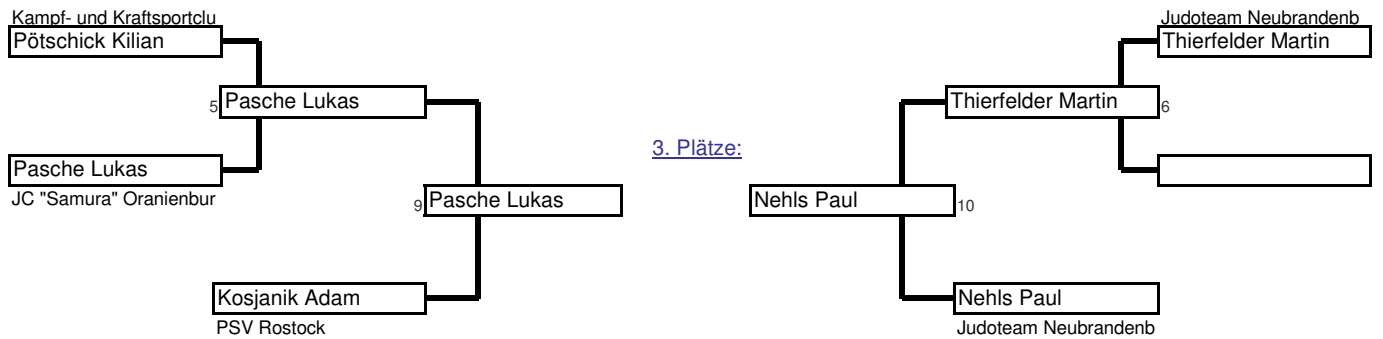 Kampf- und Kraftsportclu
Pötschick Kilian
5 Pasche Lukas
Pasche Lukas
JC "Samura" Oranienbur
9 Pasche Lukas
Kosjanik Adam
PSV Rostock
3. Plätze:
Judoteam Neubrandenb
Thierfelder Martin
Thierfelder Martin 6
Nehls Paul 10
Nehls Paul
Judoteam Neubrandenb